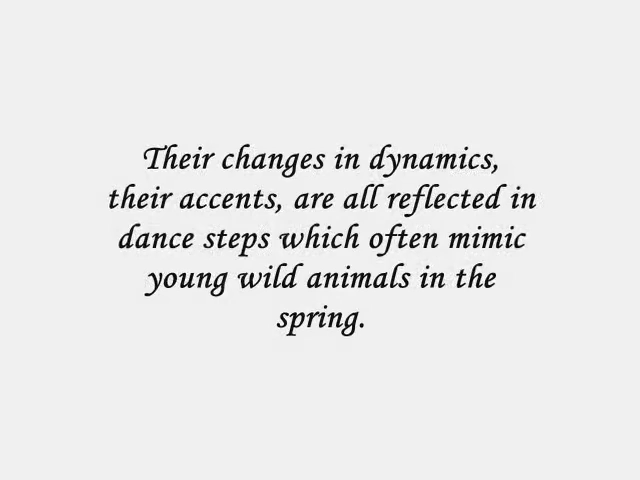 Their changes in dynamics,
their accents, are all reflected in
dance steps which often mimic
young wild animals in the
spring.